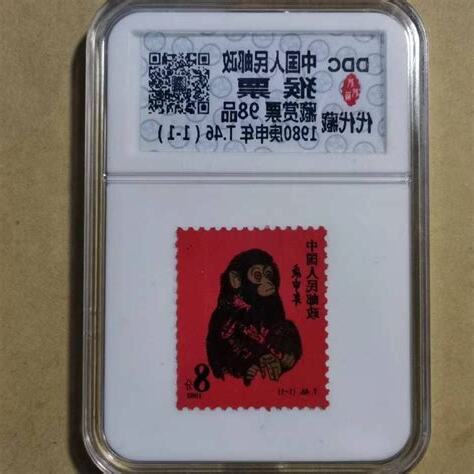 DDC
代代藏
中国人民邮政
猴票
藏赏票 98品
1980庚申年 T.46 (1-1)
中国人民邮政
庚申年
8分
1980
T.46.(1-1)